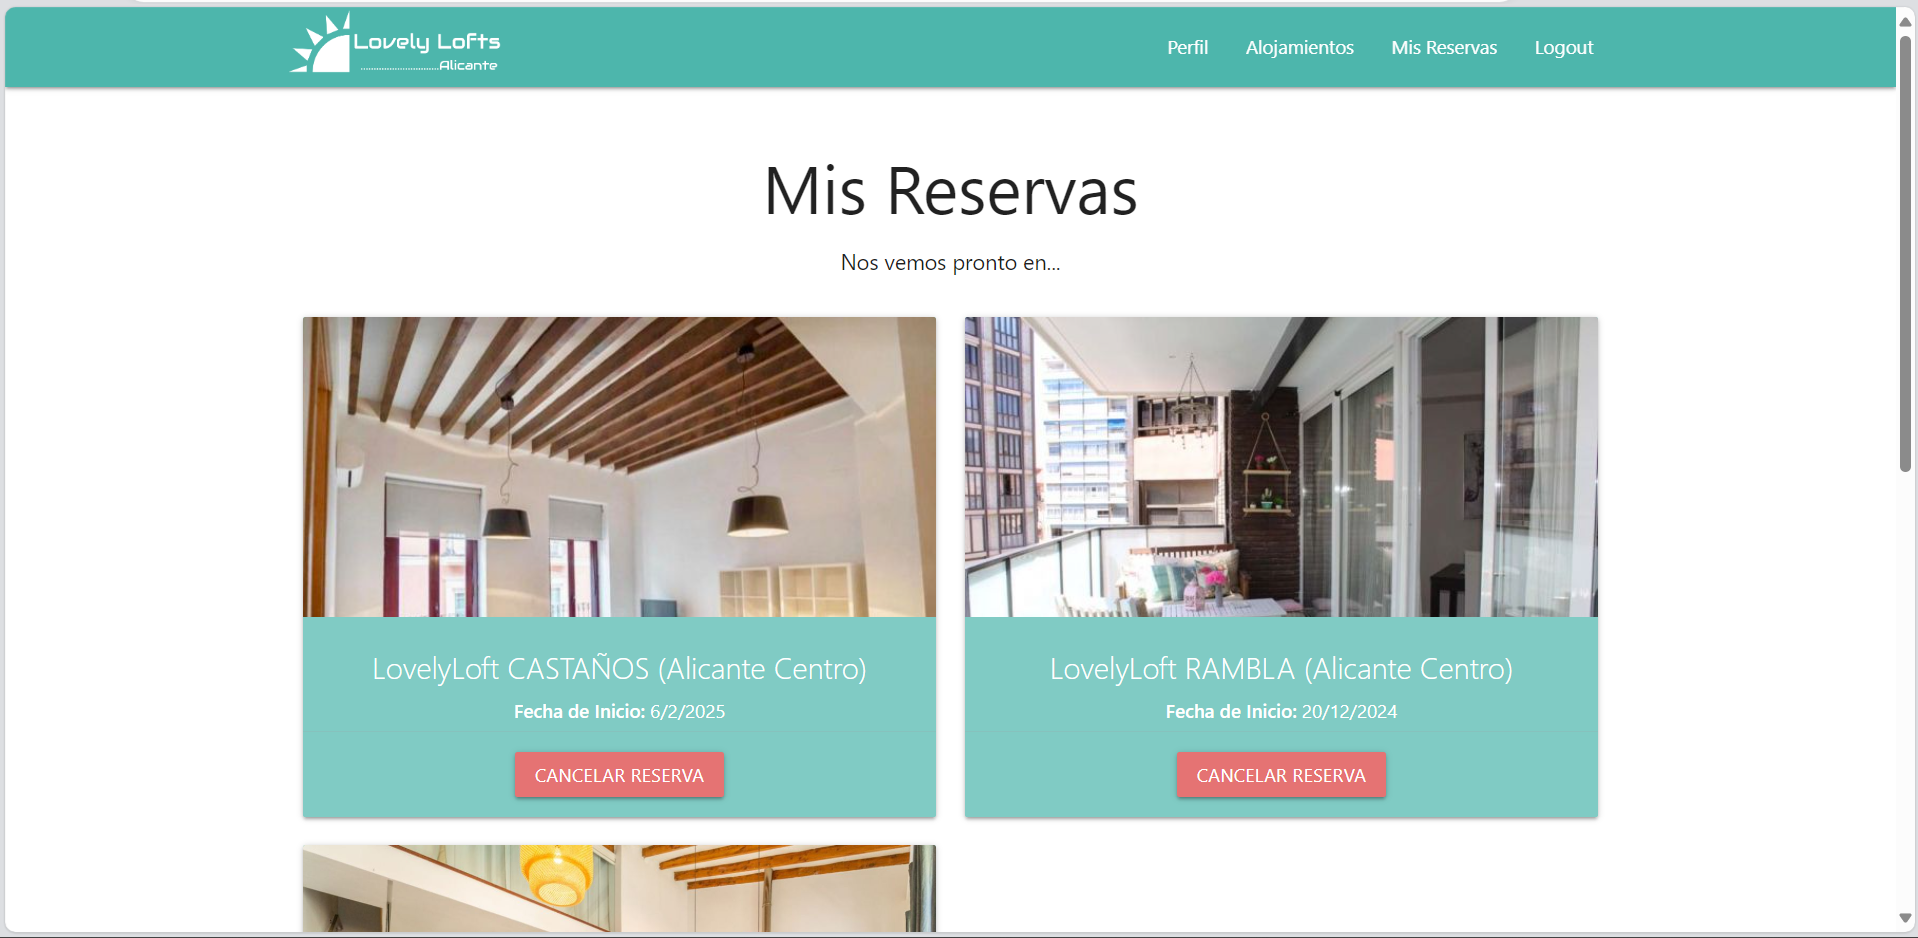 Lovely Lofts
Alicante
Perfil
Alojamientos
Mis Reservas
Logout
Mis Reservas
Nos vemos pronto en...
LovelyLoft CASTAÑOS (Alicante Centro)
Fecha de Inicio: 6/2/2025
CANCELAR RESERVA
LovelyLoft RAMBLA (Alicante Centro)
Fecha de Inicio: 20/12/2024
CANCELAR RESERVA